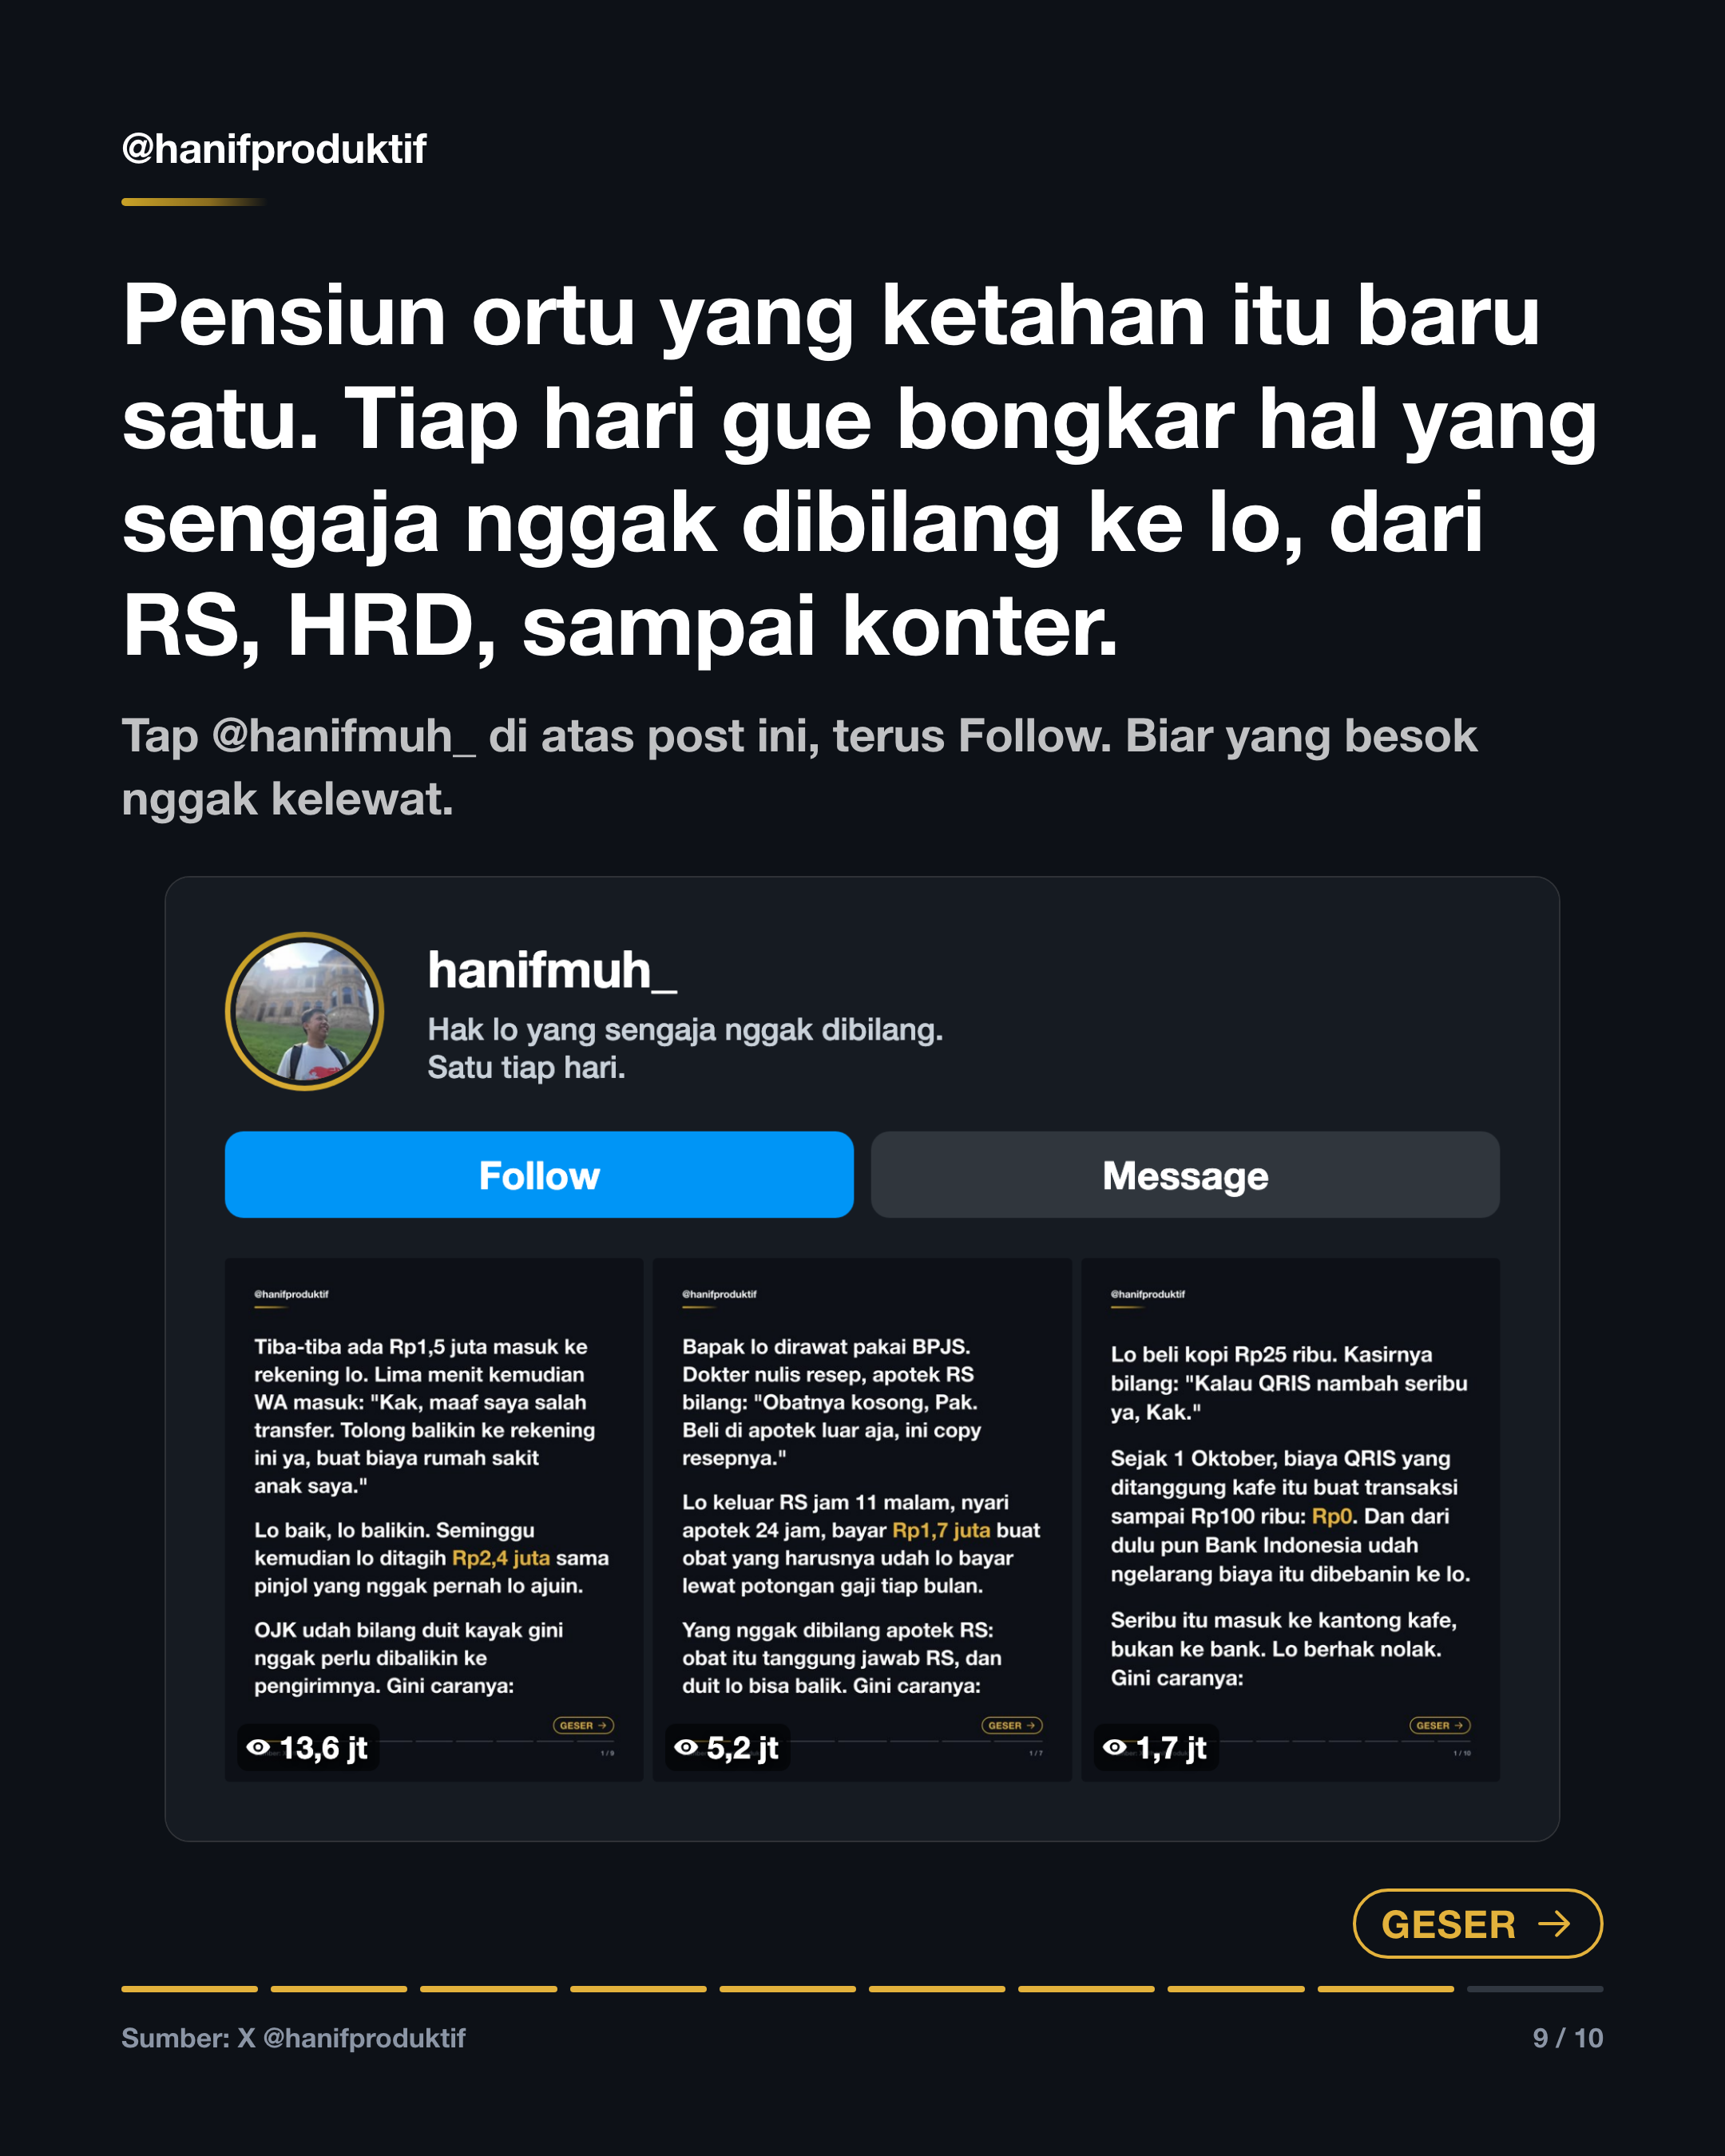 @hanifproduktif
Pensiun ortu yang ketahan itu baru
satu. Tiap hari gue bongkar hal yang
sengaja nggak dibilang ke lo, dari
RS, HRD, sampai konter.
Tap @hanifmuh_ di atas post ini, terus Follow. Biar yang besok
nggak kelewat.
hanifmuh_
Hak lo yang sengaja nggak dibilang.
Satu tiap hari.
Follow
Message
@hanifproduktif
Tiba-tiba ada Rp1,5 juta masuk ke
rekening lo. Lima menit kemudian
WA masuk: "Kak, maaf saya salah
transfer. Tolong balikin ke rekening
ini ya, buat biaya rumah sakit
anak saya."
Lo baik, lo balikin. Seminggu
kemudian lo ditagih Rp2,4 juta sama
pinjol yang nggak pernah lo ajuin.
OJK udah bilang duit kayak gini
nggak perlu dibalikin ke
pengirimnya. Gini caranya:
GESER →
13,6 jt
1 / 8
@hanifproduktif
Bapak lo dirawat pakai BPJS.
Dokter nulis resep, apotek RS
bilang: "Obatnya kosong, Pak.
Beli di apotek luar aja, ini copy
resepnya."
Lo keluar RS jam 11 malam, nyari
apotek 24 jam, bayar Rp1,7 juta buat
obat yang harusnya udah lo bayar
lewat potongan gaji tiap bulan.
Yang nggak dibilang apotek RS:
obat itu tanggung jawab RS, dan
duit lo bisa balik. Gini caranya:
GESER →
5,2 jt
1 / 7
@hanifproduktif
Lo beli kopi Rp25 ribu. Kasirnya
bilang: "Kalau QRIS nambah seribu
ya, Kak."
Sejak 1 Oktober, biaya QRIS yang
ditanggung kafe itu buat transaksi
sampai Rp100 ribu: Rp0. Dan dari
dulu pun Bank Indonesia udah
ngelarang biaya itu dibebanin ke lo.
Seribu itu masuk ke kantong kafe,
bukan ke bank. Lo berhak nolak.
Gini caranya:
GESER →
1,7 jt
1 / 10
GESER →
Sumber: X @hanifproduktif
9 / 10